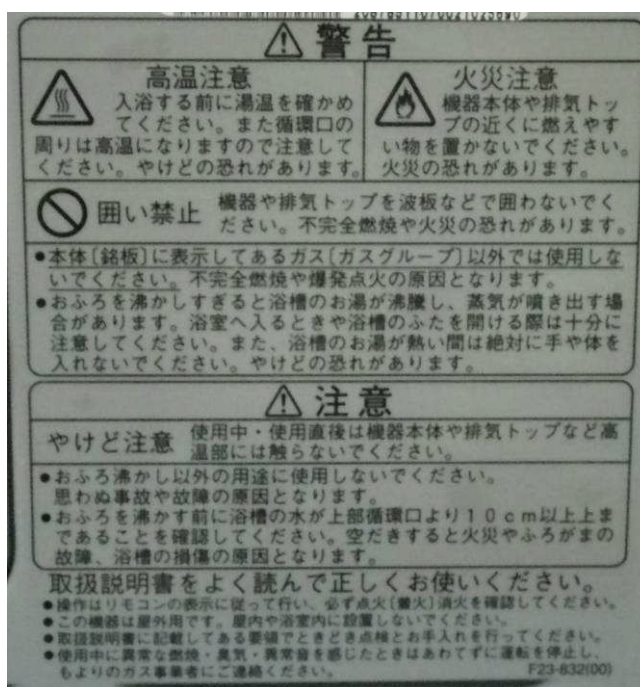 警告
高温注意
入浴する前に湯温を確かめ
てください。また循環口の
周りは高温になりますので注意して
ください。やけどの恐れがあります。
火災注意
機器本体や排気トッ
プの近くに燃えやす
い物を置かないでください。
火災の恐れがあります。
囲い禁止
機器や排気トップを波板などで囲わないでく
ださい。不完全燃焼や火災の恐れがあります。
●本体〔銘板〕に表示してあるガス〔ガスグループ〕以外では使用しな
いでください。不完全燃焼や爆発点火の原因となります。
●おふろを沸かしすぎると浴槽のお湯が沸騰し、蒸気が噴き出す場
合があります。浴室へ入るときや浴槽のふたを開ける際は十分に
注意してください。また、浴槽のお湯が熱い間は絶対に手や体を
入れないでください。やけどの恐れがあります。
注意
やけど注意
使用中・使用直後は機器本体や排気トップなど高
温部には触らないでください。
●おふろ沸かし以外の用途に使用しないでください。
思わぬ事故や故障の原因となります。
●おふろを沸かす前に浴槽の水が上部循環口より10cm以上上ま
であることを確認してください。空だきすると火災やふろがまの
故障、浴槽の損傷の原因となります。
取扱説明書をよく読んで正しくお使いください。
●操作はリモコンの表示に従って行い、必ず点火〔着火〕消火を確認してください。
●この機器は屋外用です。屋内や浴室内に設置しないでください。
●取扱説明書に記載してある要領でときどき点検とお手入れを行ってください。
●使用中に異常な燃焼・臭気・異常音を感じたときはあわてずに運転を停止し、
もよりのガス事業者にご連絡ください。
F23-832(00)